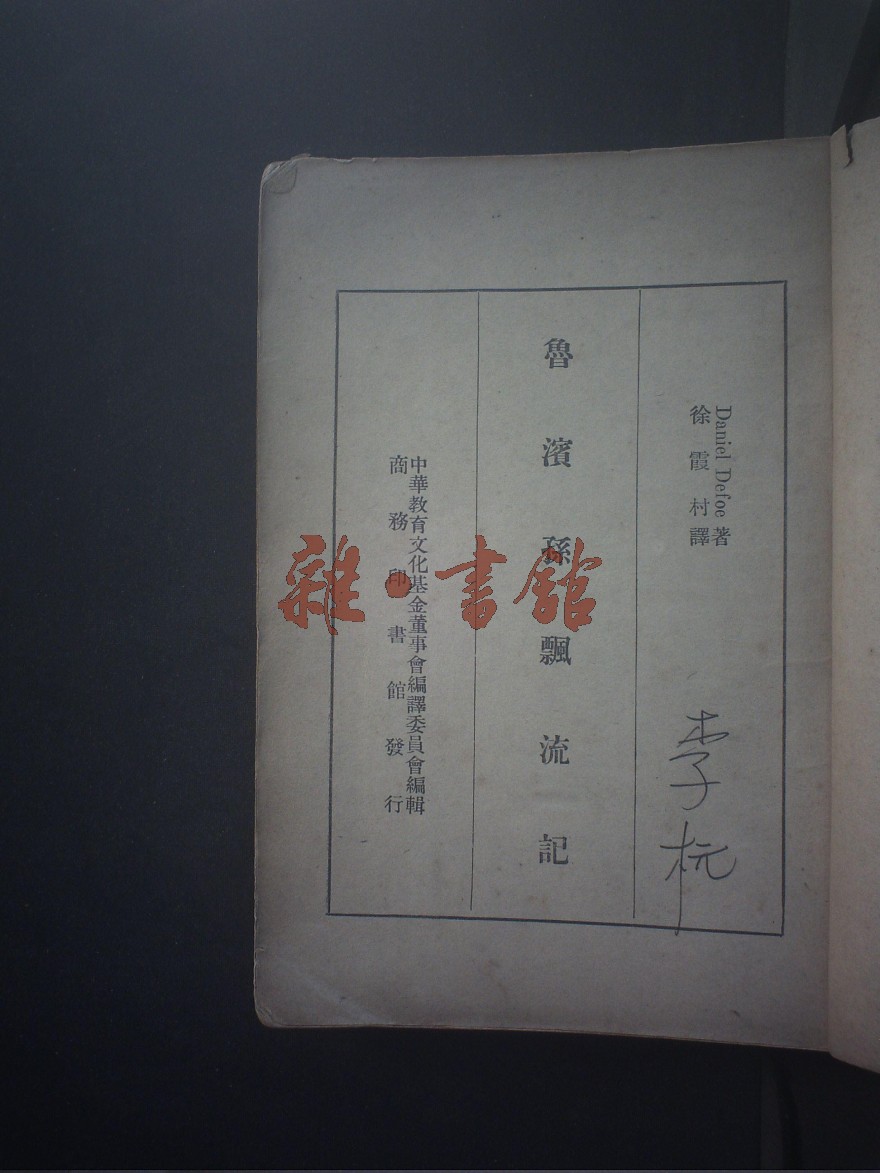 Daniel Defoe 著
徐霞村譯
魯濱孫飄流記
中華教育文化基金董事會編譯委員會編輯
商務印書館發行
李杬
雜·書館